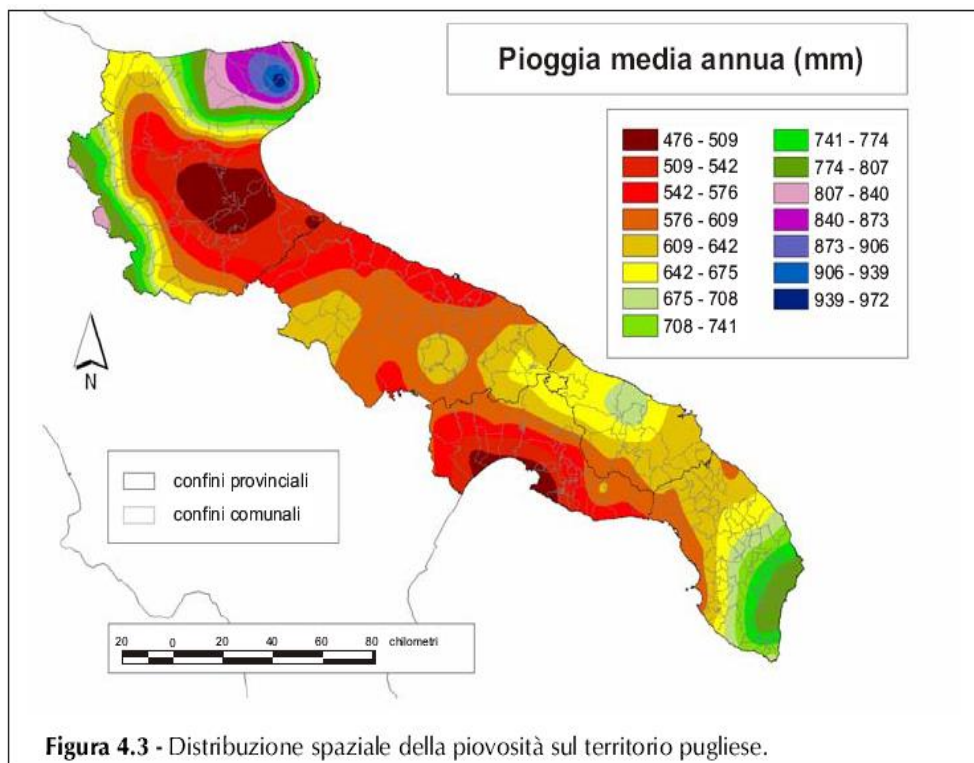 Pioggia media annua (mm)
476 - 509
509 - 542
542 - 576
576 - 609
609 - 642
642 - 675
675 - 708
708 - 741
741 - 774
774 - 807
807 - 840
840 - 873
873 - 906
906 - 939
939 - 972
N
confini provinciali
confini comunali
20 0 20 40 60 80 chilometri
Figura 4.3 - Distribuzione spaziale della piovosità sul territorio pugliese.